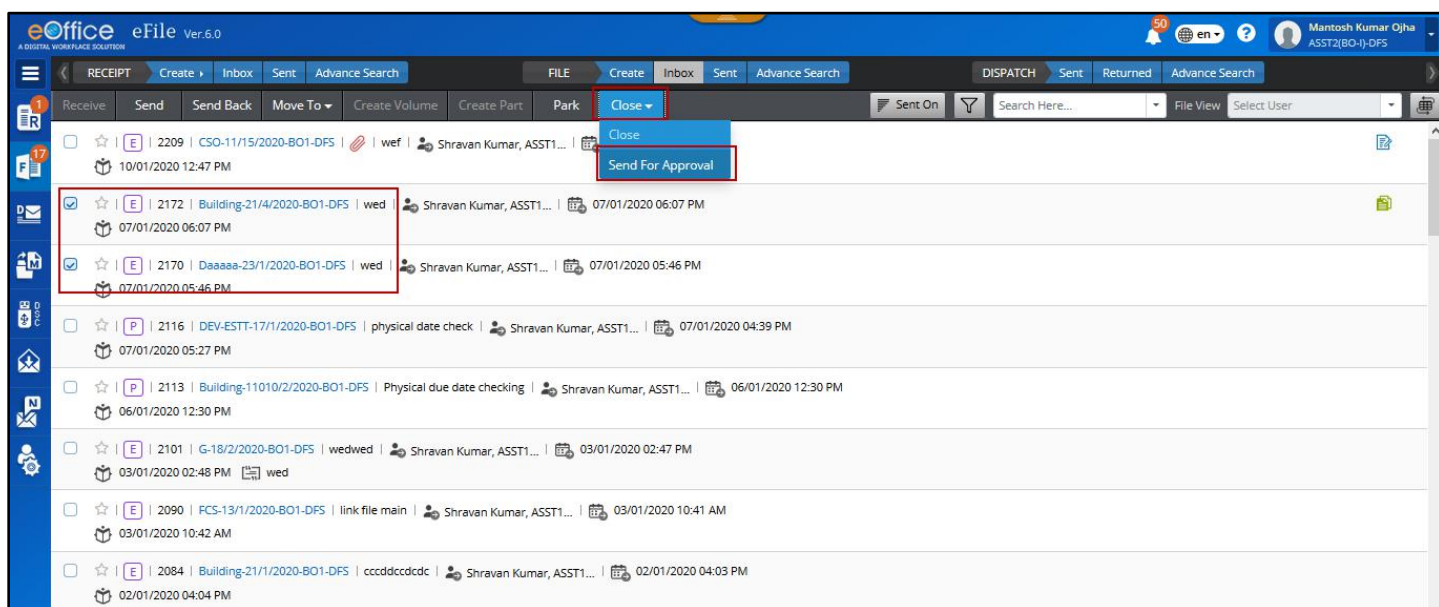 eOffice eFile Ver.6.0 50 en ? Mantosh Kumar Ojha
A DIGITAL WORKPLACE SOLUTION ASST2(BO-I)-DFS
RECEIPT Create Inbox Sent Advance Search FILE Create Inbox Sent Advance Search DISPATCH Sent Returned Advance Search
Receive Send Send Back Move To Create Volume Create Part Park Close Sent On Search Here... File View Select User
Close
Send For Approval
1
R
17
F
D
M
DSC
N
E | 2209 | CSO-11/15/2020-BO1-DFS | wef | Shravan Kumar, ASST1... |
10/01/2020 12:47 PM
E | 2172 | Building-21/4/2020-BO1-DFS | wed | Shravan Kumar, ASST1... | 07/01/2020 06:07 PM
07/01/2020 06:07 PM
E | 2170 | Daaaaa-23/1/2020-BO1-DFS | wed | Shravan Kumar, ASST1... | 07/01/2020 05:46 PM
07/01/2020 05:46 PM
P | 2116 | DEV-ESTT-17/1/2020-BO1-DFS | physical date check | Shravan Kumar, ASST1... | 07/01/2020 04:39 PM
07/01/2020 05:27 PM
P | 2113 | Building-11010/2/2020-BO1-DFS | Physical due date checking | Shravan Kumar, ASST1... | 06/01/2020 12:30 PM
06/01/2020 12:30 PM
E | 2101 | G-18/2/2020-BO1-DFS | wedwed | Shravan Kumar, ASST1... | 03/01/2020 02:47 PM
03/01/2020 02:48 PM wed
E | 2090 | FCS-13/1/2020-BO1-DFS | link file main | Shravan Kumar, ASST1... | 03/01/2020 10:41 AM
03/01/2020 10:42 AM
E | 2084 | Building-21/1/2020-BO1-DFS | cccddccdcdc | Shravan Kumar, ASST1... | 02/01/2020 04:03 PM
02/01/2020 04:04 PM